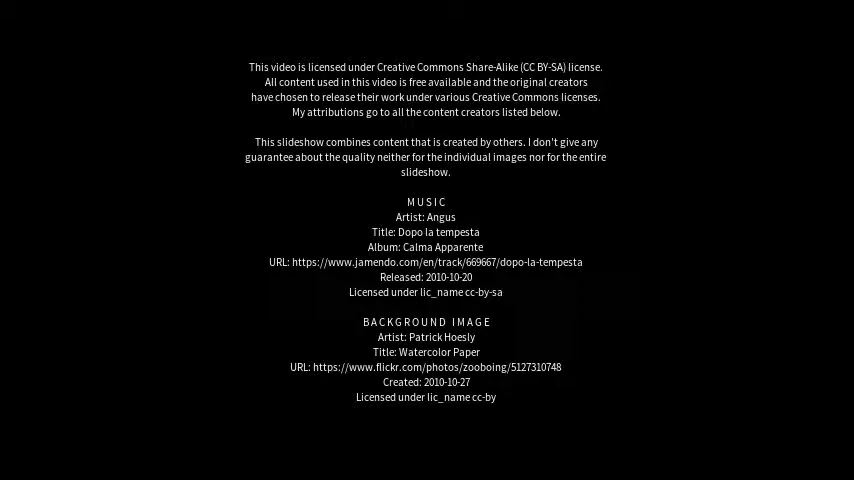 This video is licensed under Creative Commons Share-Alike (CC BY-SA) license.
All content used in this video is free available and the original creators
have chosen to release their work under various Creative Commons licenses.
My attributions go to all the content creators listed below.
This slideshow combines content that is created by others. I don't give any
guarantee about the quality neither for the individual images nor for the entire
slideshow.
MUSIC
Artist: Angus
Title: Dopo la tempesta
Album: Calma Apparente
URL: https://www.jamendo.com/en/track/669667/dopo-la-tempesta
Released: 2010-10-20
Licensed under lic_name cc-by-sa
BACKGROUND IMAGE
Artist: Patrick Hoesly
Title: Watercolor Paper
URL: https://www.flickr.com/photos/zooboing/5127310748
Created: 2010-10-27
Licensed under lic_name cc-by